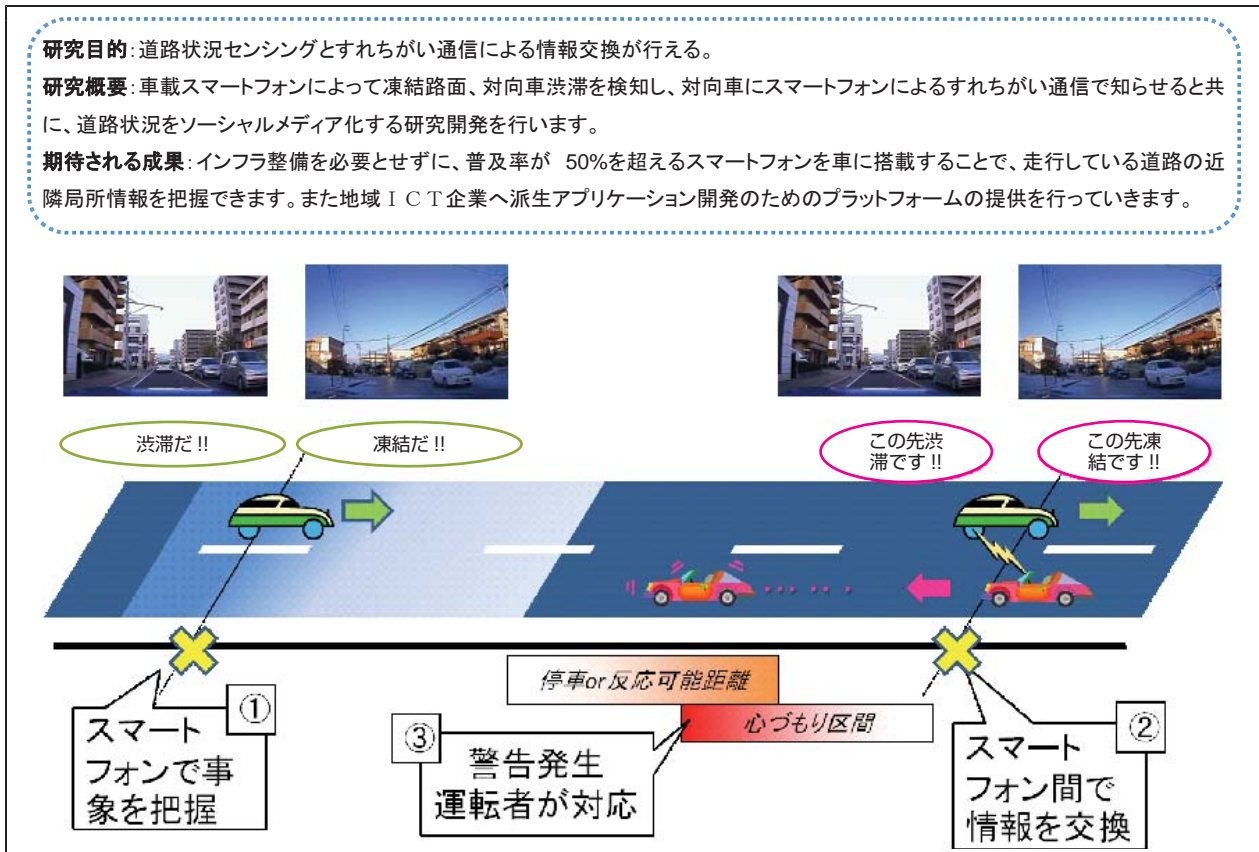 研究目的：道路状況センシングとすれちがい通信による情報交換が行える。
研究概要：車載スマートフォンによって凍結路面、対向車渋滞を検知し、対向車にスマートフォンによるすれちがい通信で知らせると共
に、道路状況をソーシャルメディア化する研究開発を行います。
期待される成果：インフラ整備を必要とせずに、普及率が 50%を超えるスマートフォンを車に搭載することで、走行している道路の近
隣局所情報を把握できます。また地域ＩＣＴ企業へ派生アプリケーション開発のためのプラットフォームの提供を行っていきます。
渋滞だ !!
凍結だ !!
この先渋
滞です !!
この先凍
結です !!
停車or反応可能距離
心づもり区間
①
スマート
フォンで事
象を把握
③
警告発生
運転者が対応
②
スマート
フォン間で
情報を交換